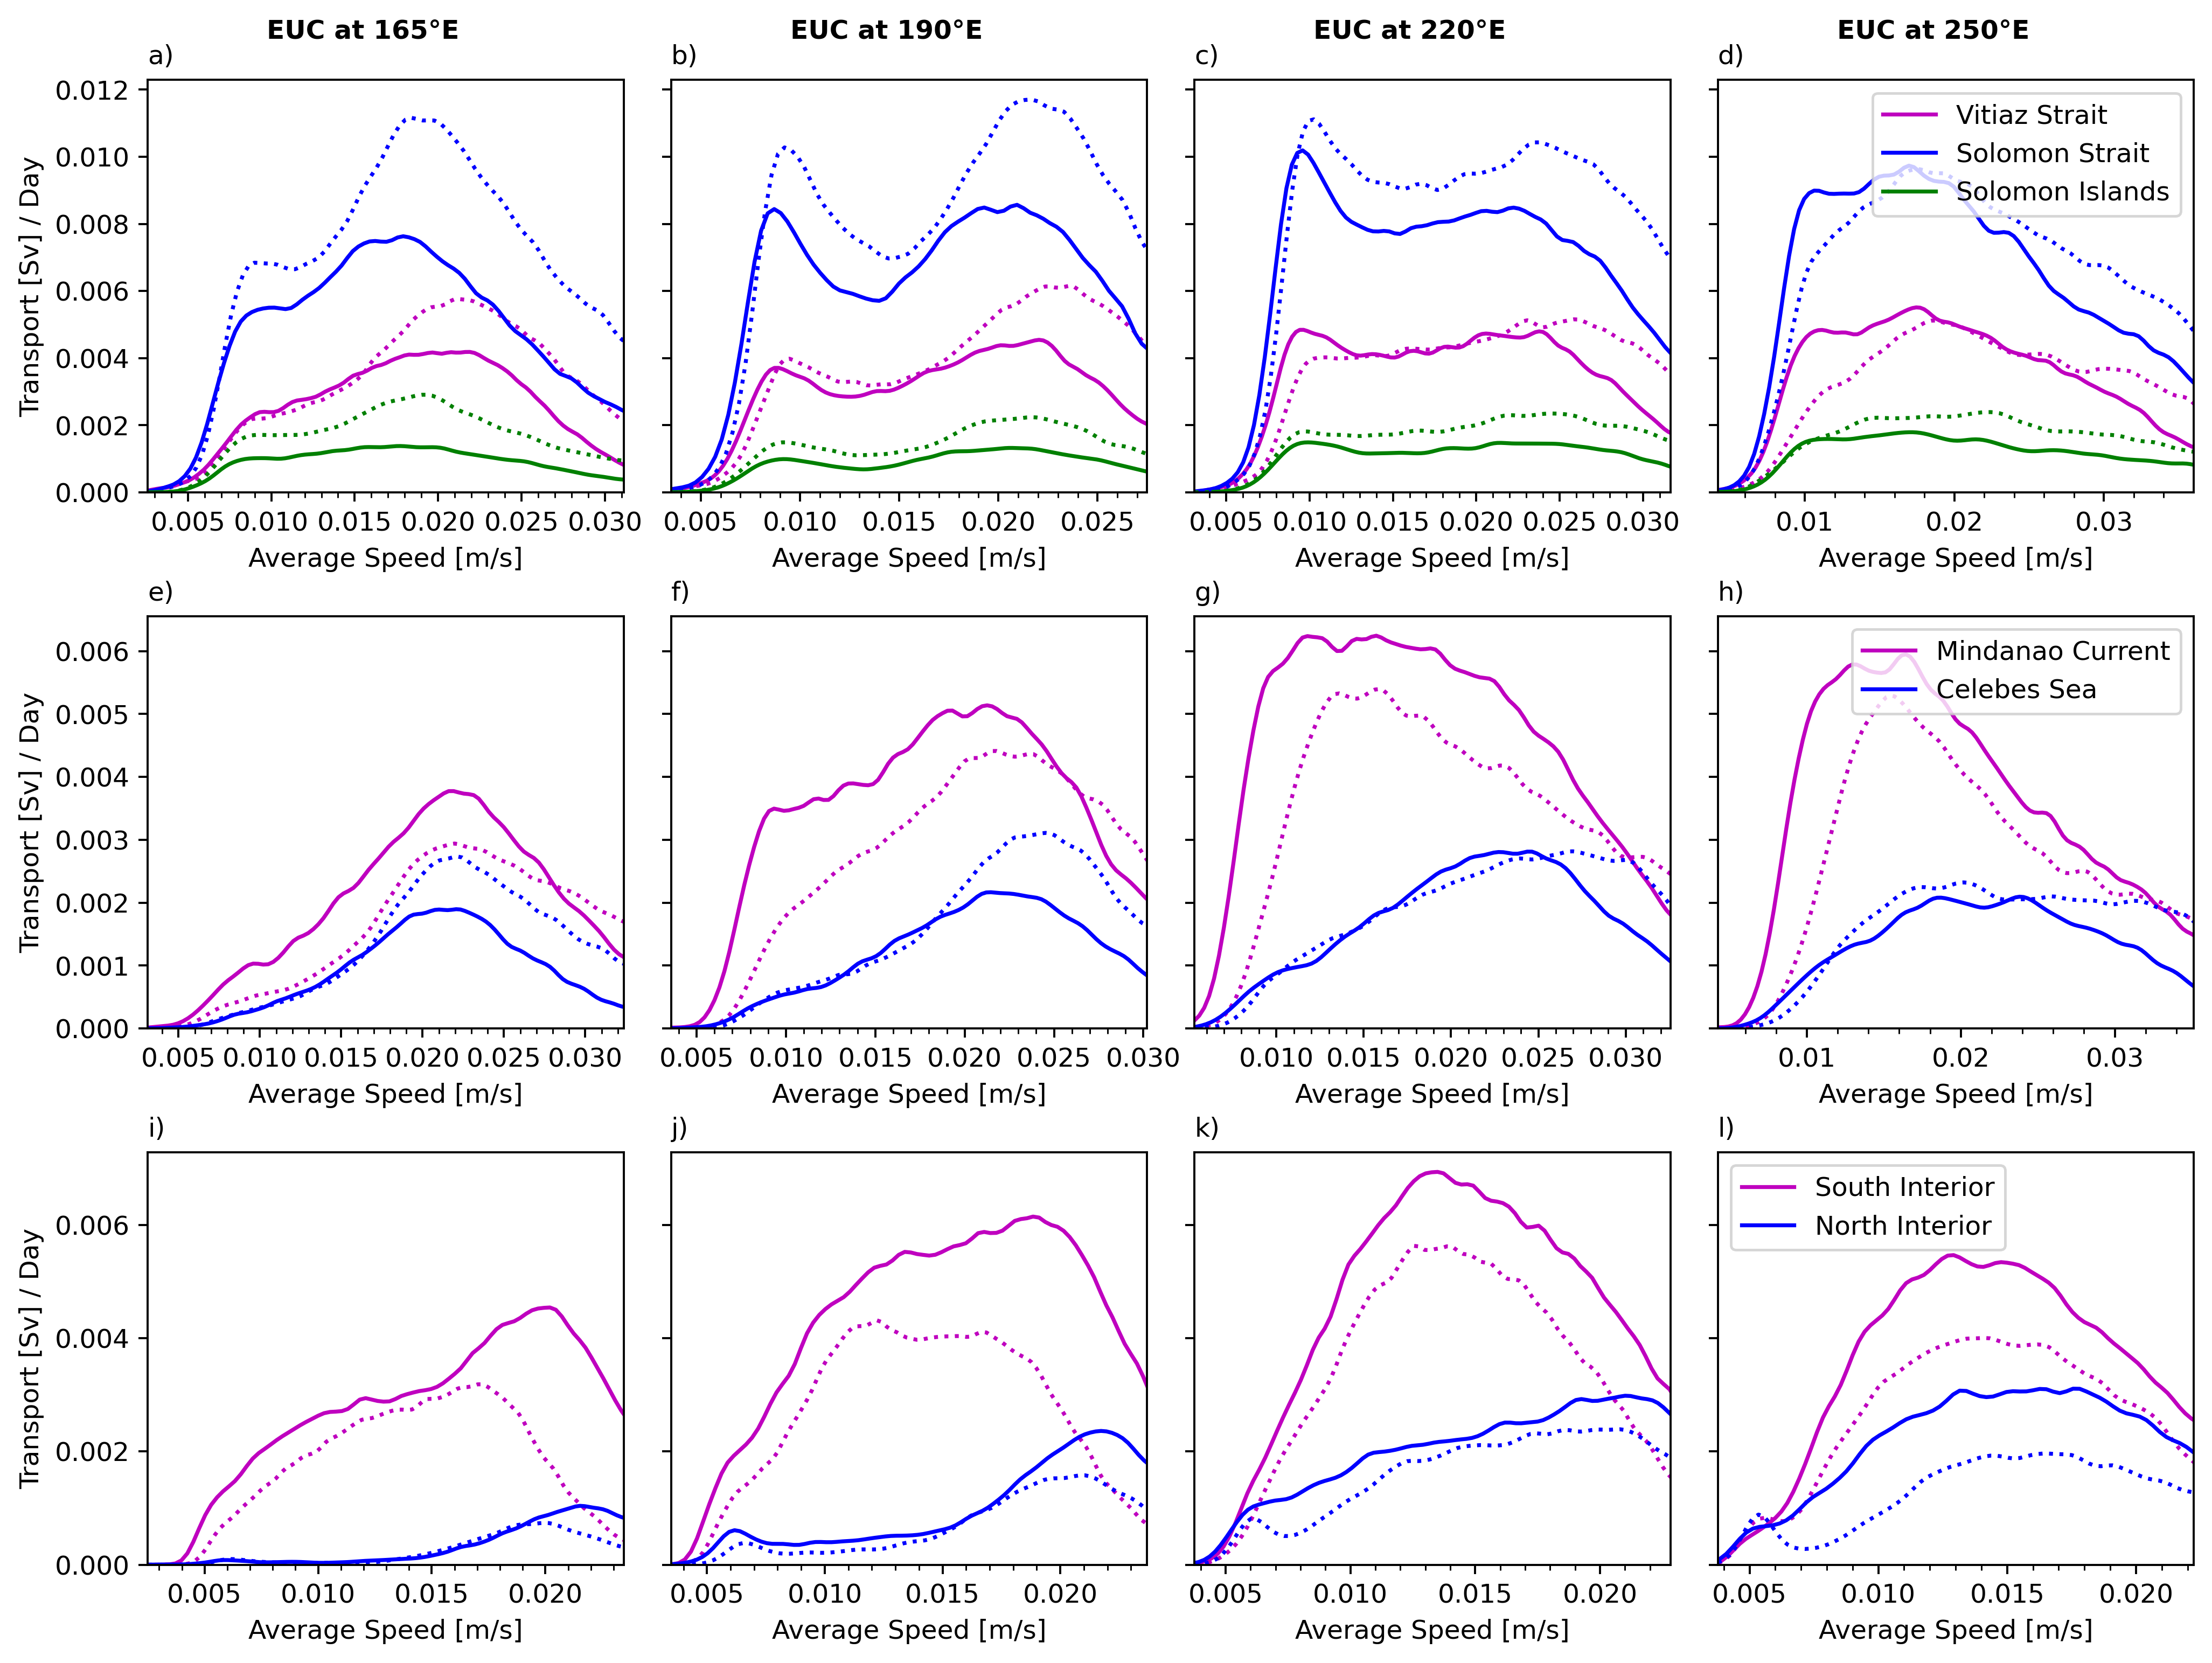 EUC at 165°E EUC at 190°E EUC at 220°E EUC at 250°E
a) b) c) d)
Transport [Sv] / Day
0.012
0.010
0.008
0.006
0.004
0.002
0.000
Vitiaz Strait
Solomon Strait
Solomon Islands
0.005 0.010 0.015 0.020 0.025 0.030
0.005 0.010 0.015 0.020 0.025
0.005 0.010 0.015 0.020 0.025 0.030
0.01 0.02 0.03
Average Speed [m/s] Average Speed [m/s] Average Speed [m/s] Average Speed [m/s]
e) f) g) h)
Transport [Sv] / Day
0.006
0.005
0.004
0.003
0.002
0.001
0.000
Mindanao Current
Celebes Sea
0.005 0.010 0.015 0.020 0.025 0.030
0.005 0.010 0.015 0.020 0.025 0.030
0.010 0.015 0.020 0.025 0.030
0.01 0.02 0.03
Average Speed [m/s] Average Speed [m/s] Average Speed [m/s] Average Speed [m/s]
i) j) k) l)
Transport [Sv] / Day
0.006
0.004
0.002
0.000
South Interior
North Interior
0.005 0.010 0.015 0.020
0.005 0.010 0.015 0.020
0.005 0.010 0.015 0.020
0.005 0.010 0.015 0.020
Average Speed [m/s] Average Speed [m/s] Average Speed [m/s] Average Speed [m/s]